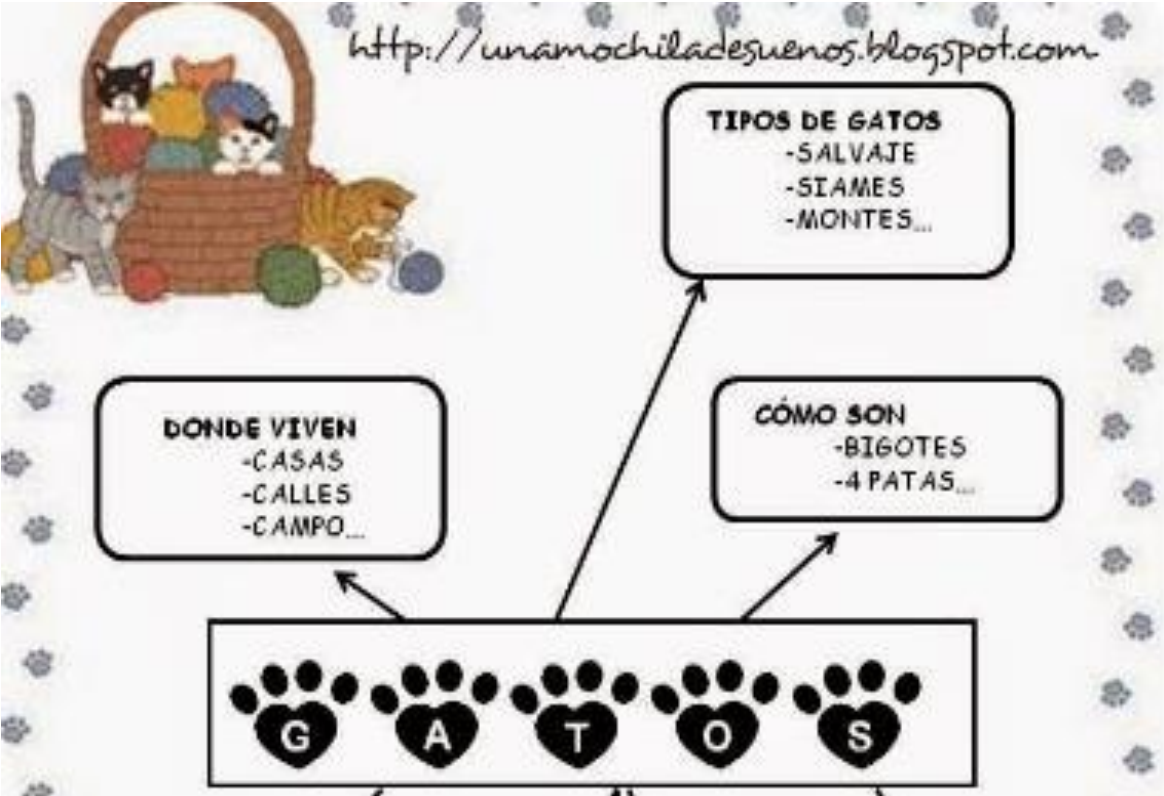 http://unamochiladesuenos.blogspot.com
TIPOS DE GATOS
-SALVAJE
-SIAMES
-MONTES...
DONDE VIVEN
-CASAS
-CALLES
-CAMPO...
CÓMO SON
-BIGOTES
-4 PATAS...
GATOS